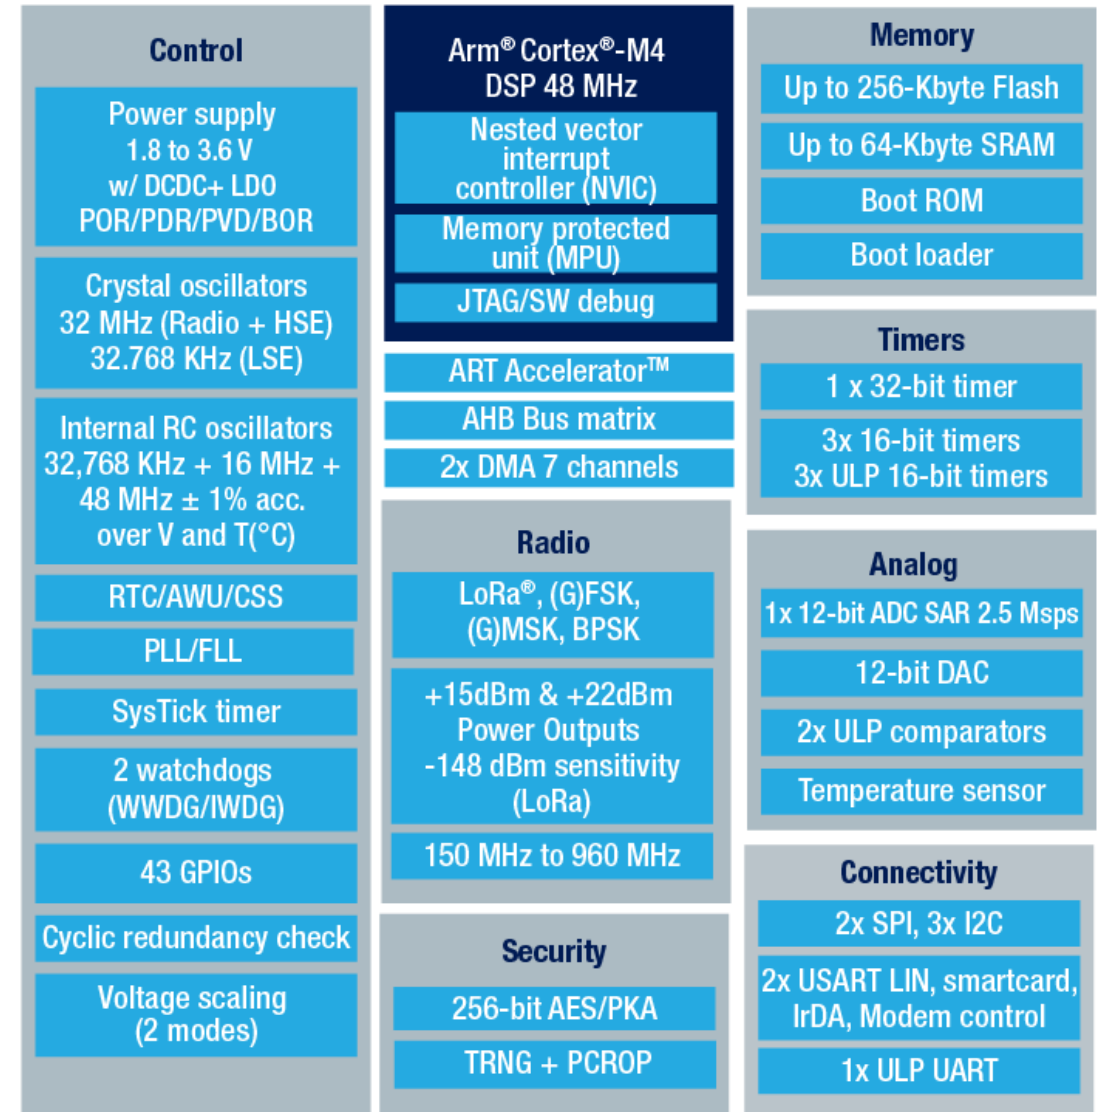 Control
Power supply
1.8 to 3.6 V
w/ DCDC+ LDO
POR/PDR/PVD/BOR
Crystal oscillators
32 MHz (Radio + HSE)
32.768 KHz (LSE)
Internal RC oscillators
32,768 KHz + 16 MHz +
48 MHz ± 1% acc.
over V and T(°C)
RTC/AWU/CSS
PLL/FLL
SysTick timer
2 watchdogs
(WWDG/IWDG)
43 GPIOs
Cyclic redundancy check
Voltage scaling
(2 modes)
Arm® Cortex®-M4
DSP 48 MHz
Nested vector
interrupt
controller (NVIC)
Memory protected
unit (MPU)
JTAG/SW debug
ART Accelerator™
AHB Bus matrix
2x DMA 7 channels
Radio
LoRa®, (G)FSK,
(G)MSK, BPSK
+15dBm & +22dBm
Power Outputs
-148 dBm sensitivity
(LoRa)
150 MHz to 960 MHz
Security
256-bit AES/PKA
TRNG + PCROP
Memory
Up to 256-Kbyte Flash
Up to 64-Kbyte SRAM
Boot ROM
Boot loader
Timers
1 x 32-bit timer
3x 16-bit timers
3x ULP 16-bit timers
Analog
1x 12-bit ADC SAR 2.5 Msps
12-bit DAC
2x ULP comparators
Temperature sensor
Connectivity
2x SPI, 3x I2C
2x USART LIN, smartcard,
IrDA, Modem control
1x ULP UART